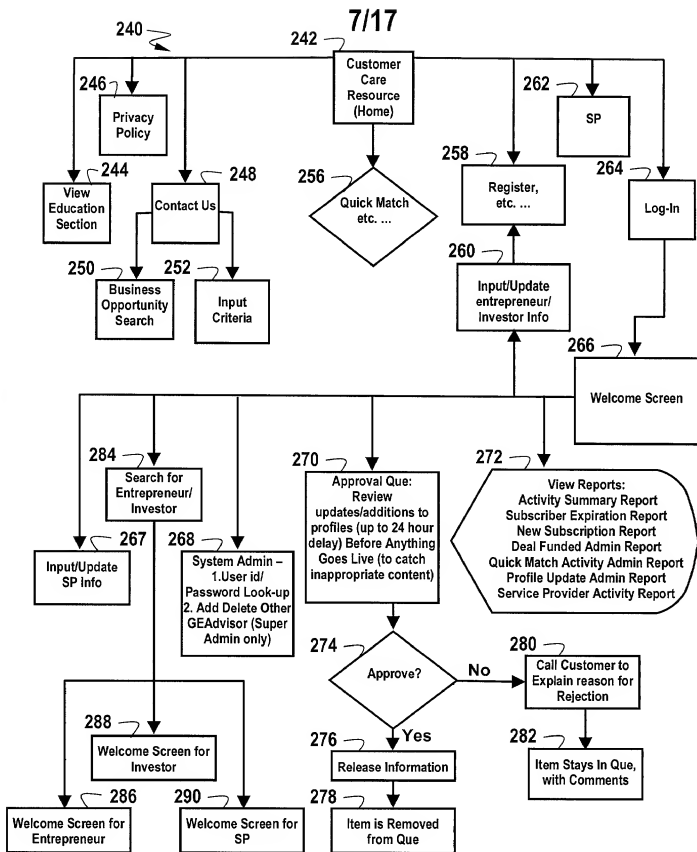 7/17
240
242
Customer
Care
Resource
(Home)
246
Privacy
Policy
262
SP
244
View
Education
Section
248
Contact Us
256
Quick Match
etc. ...
258
Register,
etc. ...
264
Log-In
250
Business
Opportunity
Search
252
Input
Criteria
260
Input/Update
entrepreneur/
Investor Info
266
Welcome Screen
284
Search for
Entrepreneur/
Investor
267
Input/Update
SP Info
268
System Admin –
1.User id/
Password Look-up
2. Add Delete Other
GEAdvisor (Super
Admin only)
270
Approval Que:
Review
updates/additions to
profiles (up to 24 hour
delay) Before Anything
Goes Live (to catch
inappropriate content)
272
View Reports:
Activity Summary Report
Subscriber Expiration Report
New Subscription Report
Deal Funded Admin Report
Quick Match Activity Admin Report
Profile Update Admin Report
Service Provider Activity Report
274
Approve?
No
280
Call Customer to
Explain reason for
Rejection
Yes
276
Release Information
282
Item Stays In Que,
with Comments
278
Item is Removed
from Que
288
Welcome Screen for
Investor
286
Welcome Screen for
Entrepreneur
290
Welcome Screen for
SP